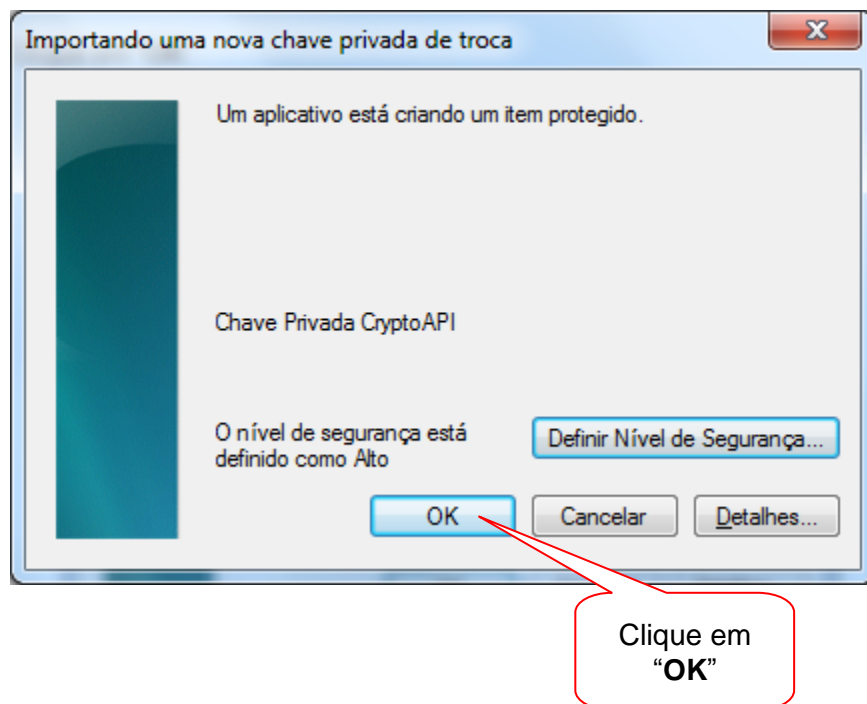 Importando uma nova chave privada de troca
Um aplicativo está criando um item protegido.
Chave Privada CryptoAPI
O nível de segurança está
definido como Alto
Definir Nível de Segurança...
OK
Cancelar
Detalhes...
Clique em
“OK”